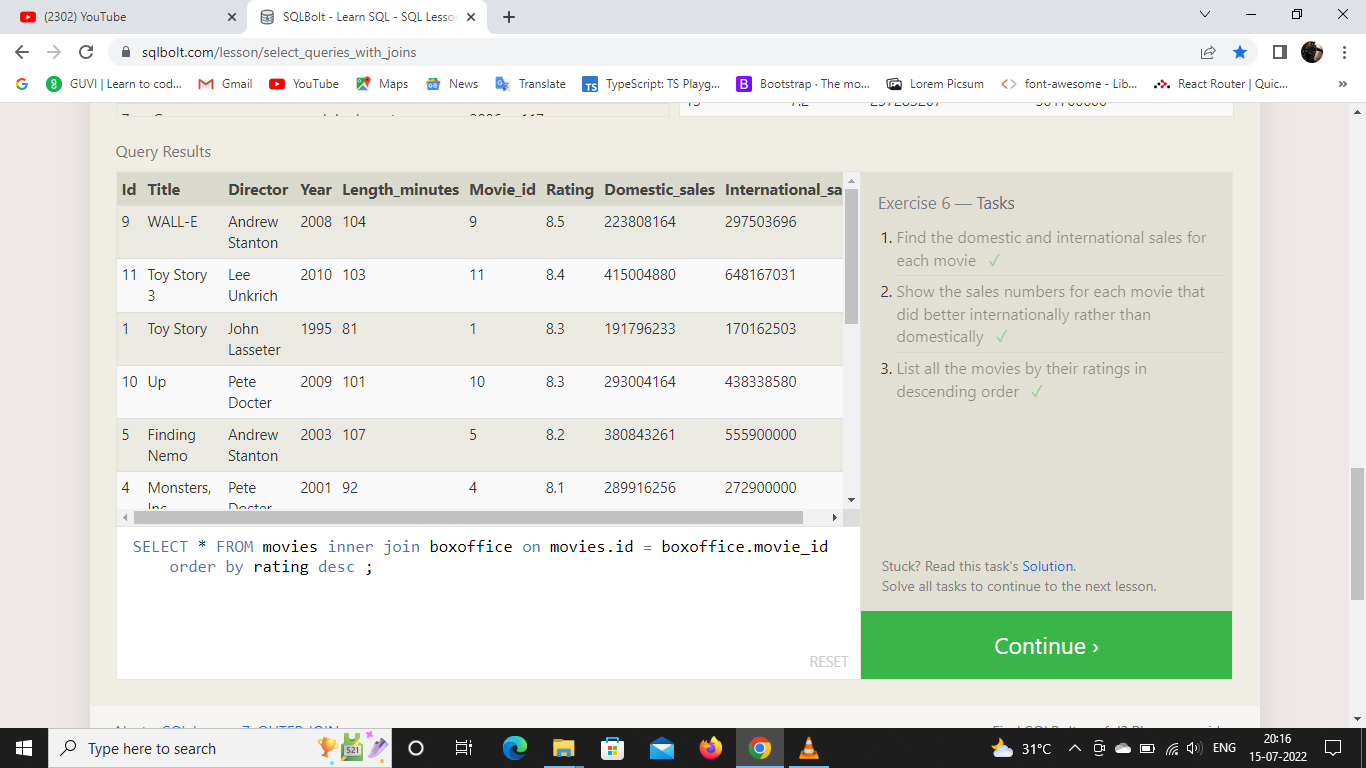 (2302) YouTube
SQLBolt - Learn SQL - SQL Lesso
sqlbolt.com/lesson/select_queries_with_joins
GUVI | Learn to cod...
Gmail
YouTube
Maps
News
Translate
TypeScript: TS Playg...
Bootstrap · The mo...
Lorem Picsum
font-awesome - Lib...
React Router | Quic...
»
Query Results
Id Title Director Year Length_minutes Movie_id Rating Domestic_sales International_sa
9 WALL-E Andrew 2008 104 9 8.5 223808164 297503696
Stanton
11 Toy Story Lee 2010 103 11 8.4 415004880 648167031
3 Unkrich
1 Toy Story John 1995 81 1 8.3 191796233 170162503
Lasseter
10 Up Pete 2009 101 10 8.3 293004164 438338580
Docter
5 Finding Andrew 2003 107 5 8.2 380843261 555900000
Nemo Stanton
4 Monsters, Pete 2001 92 4 8.1 289916256 272900000
Exercise 6 — Tasks
1. Find the domestic and international sales for
each movie ✓
2. Show the sales numbers for each movie that
did better internationally rather than
domestically ✓
3. List all the movies by their ratings in
descending order ✓
SELECT * FROM movies inner join boxoffice on movies.id = boxoffice.movie_id
order by rating desc ;
RESET
Stuck? Read this task's Solution.
Solve all tasks to continue to the next lesson.
Continue ›
Type here to search
521
31°C
ENG
20:16
15-07-2022